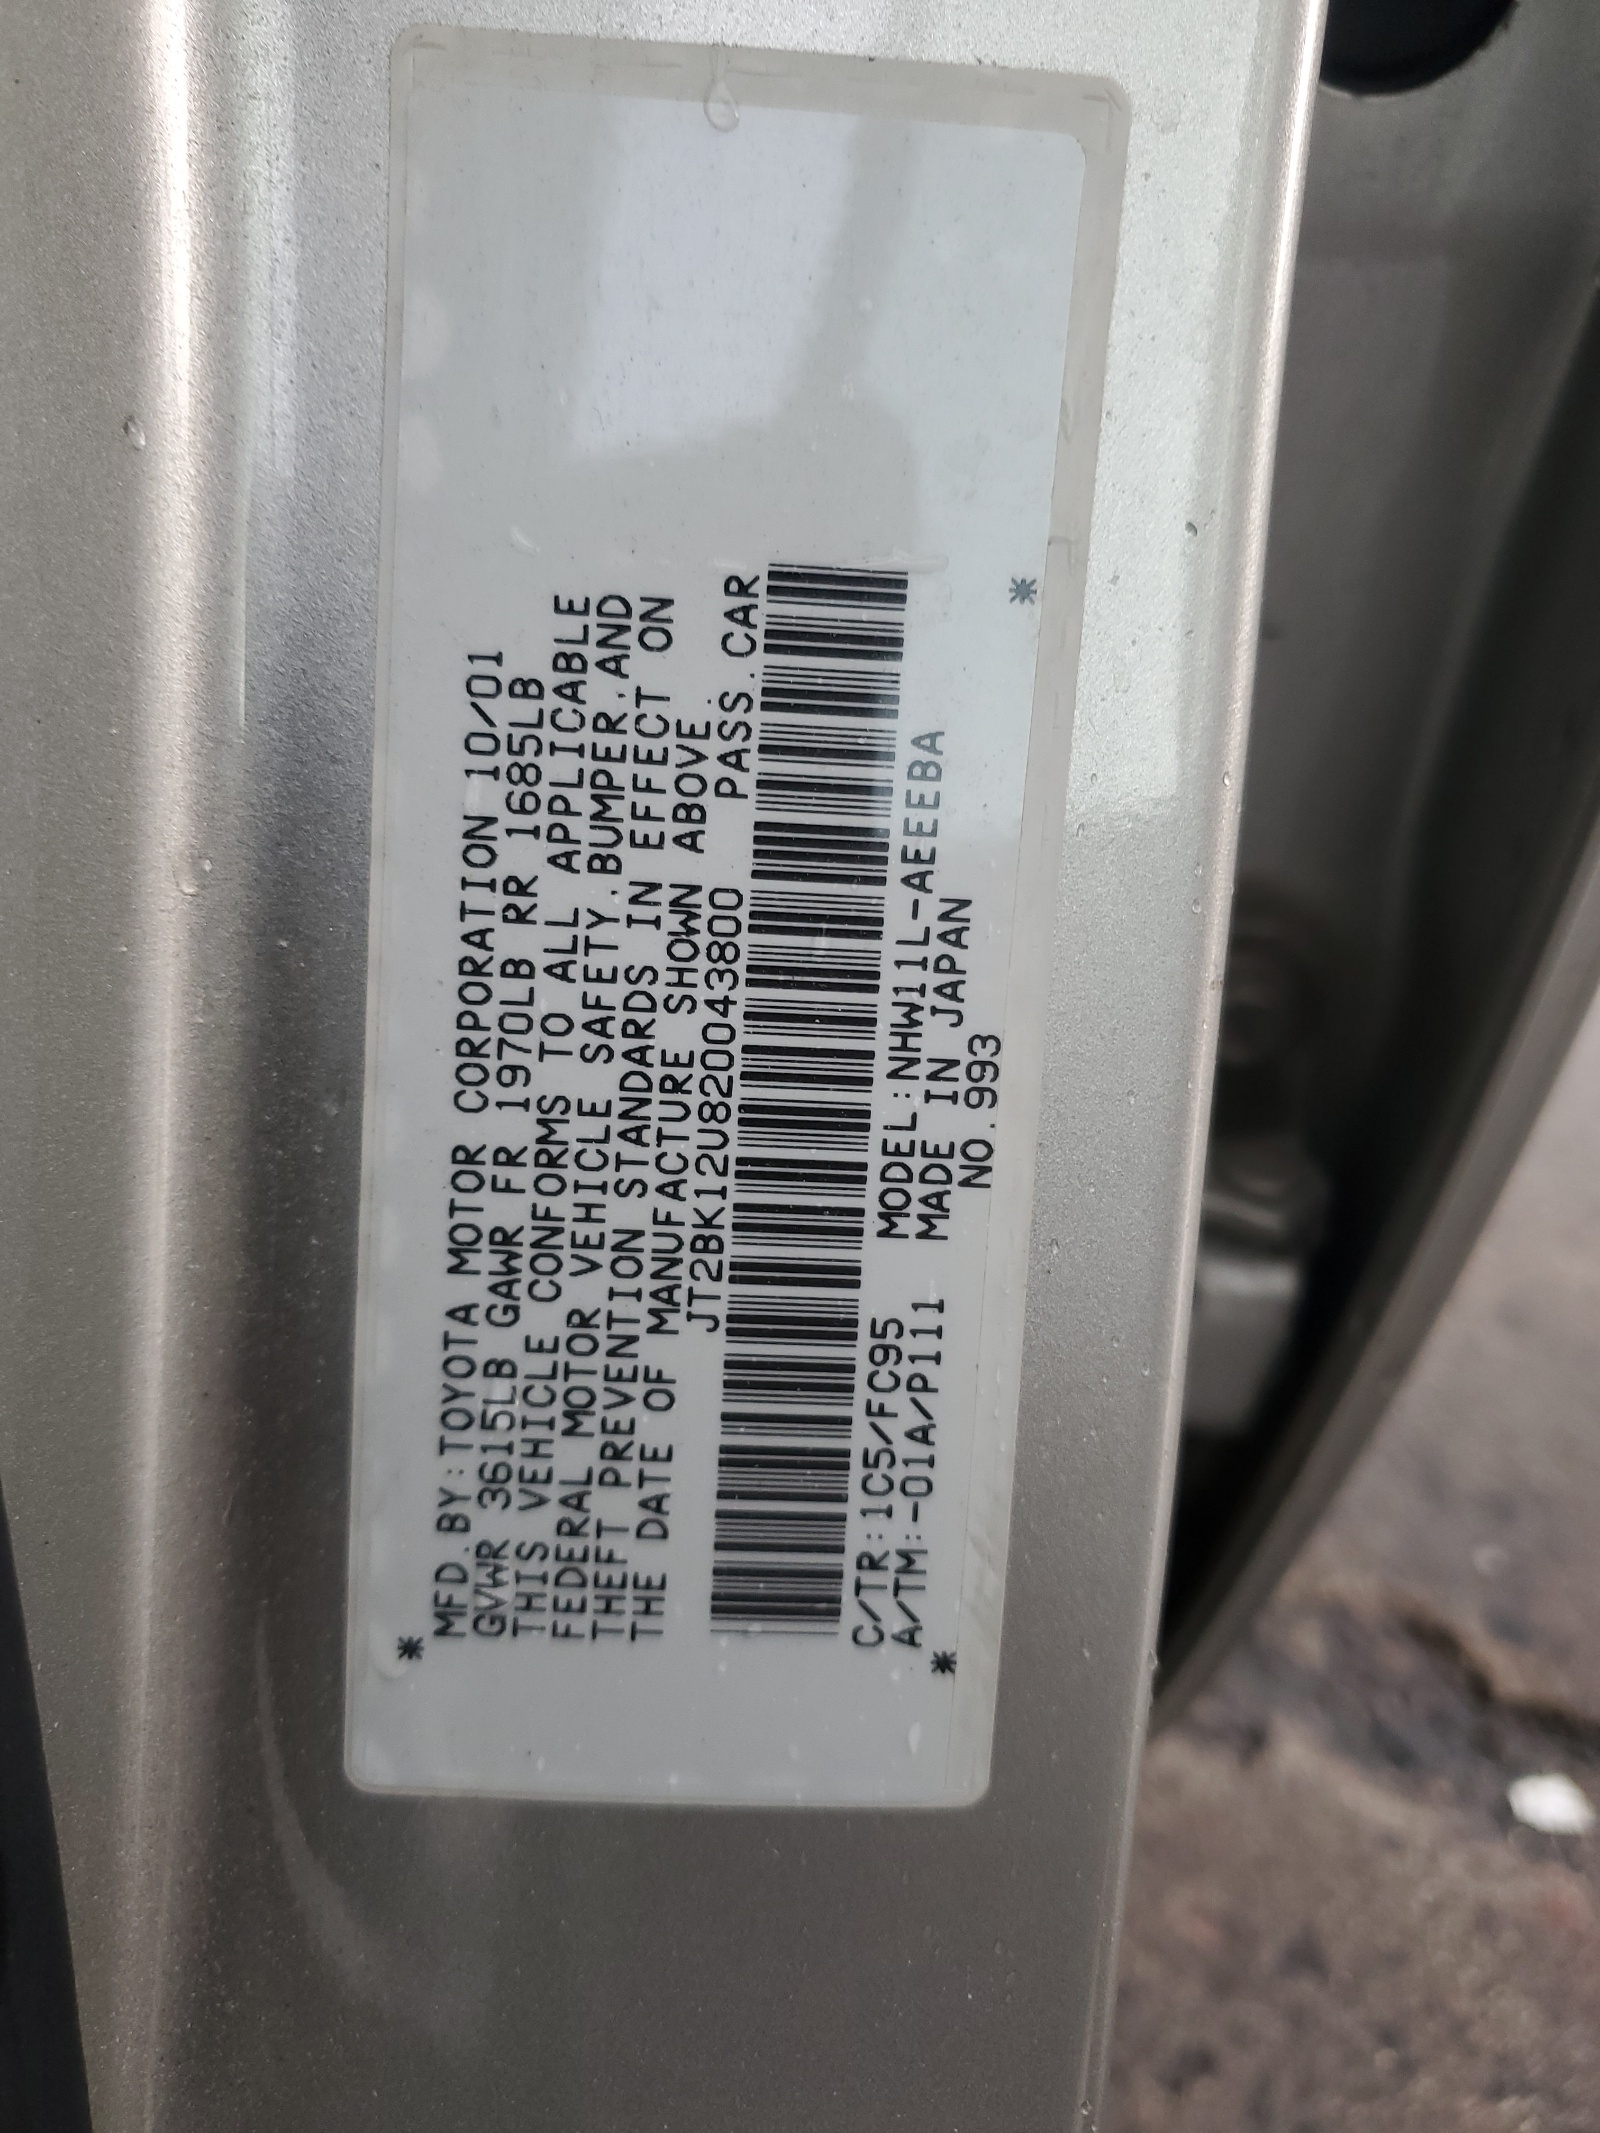 *
MFD.BY:TOYOTA MOTOR CORPORATION 10/01
GVWR 3615LB GAWR FR 1970LB RR 1685LB
THIS VEHICLE CONFORMS TO ALL APPLICABLE
FEDERAL MOTOR VEHICLE SAFETY,BUMPER,AND
THEFT PREVENTION STANDARDS IN EFFECT ON
THE DATE OF MANUFACTURE SHOWN ABOVE.
JT2BK12U820043800 PASS.CAR
C/TR:1C5/FC95 MODEL:NHW11L-AEEEBA
A/TM:-01A/P111 MADE IN JAPAN
NO.993
* *